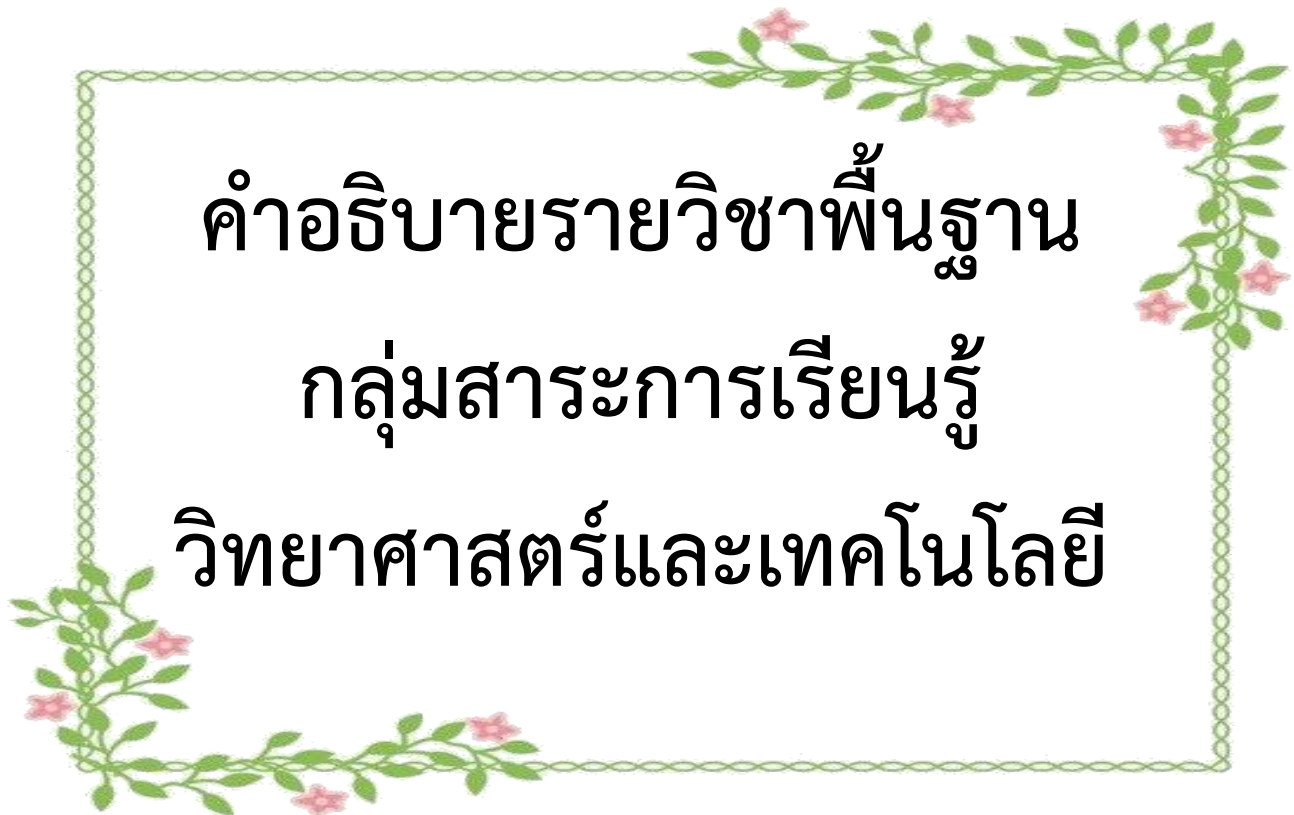 คำอธิบายรายวิชาพื้นฐาน
กลุ่มสาระการเรียนรู้
วิทยาศาสตร์และเทคโนโลยี